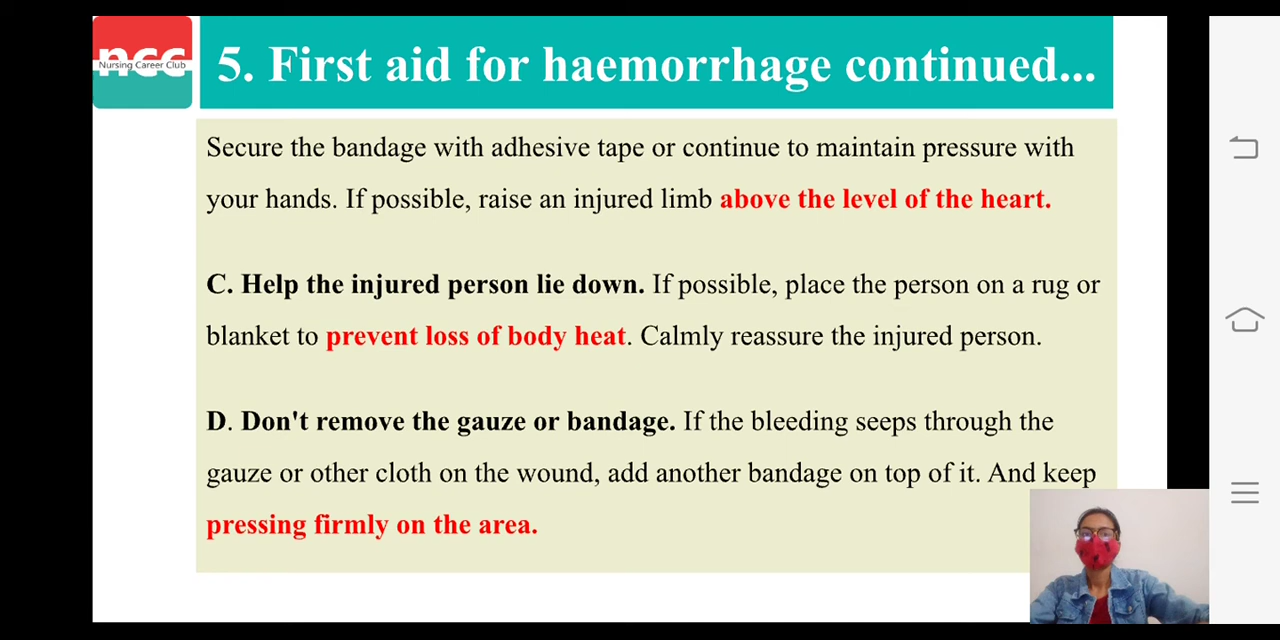 ncc
Nursing Career Club
5. First aid for haemorrhage continued...
Secure the bandage with adhesive tape or continue to maintain pressure with
your hands. If possible, raise an injured limb above the level of the heart.
C. Help the injured person lie down. If possible, place the person on a rug or
blanket to prevent loss of body heat. Calmly reassure the injured person.
D. Don't remove the gauze or bandage. If the bleeding seeps through the
gauze or other cloth on the wound, add another bandage on top of it. And keep
pressing firmly on the area.